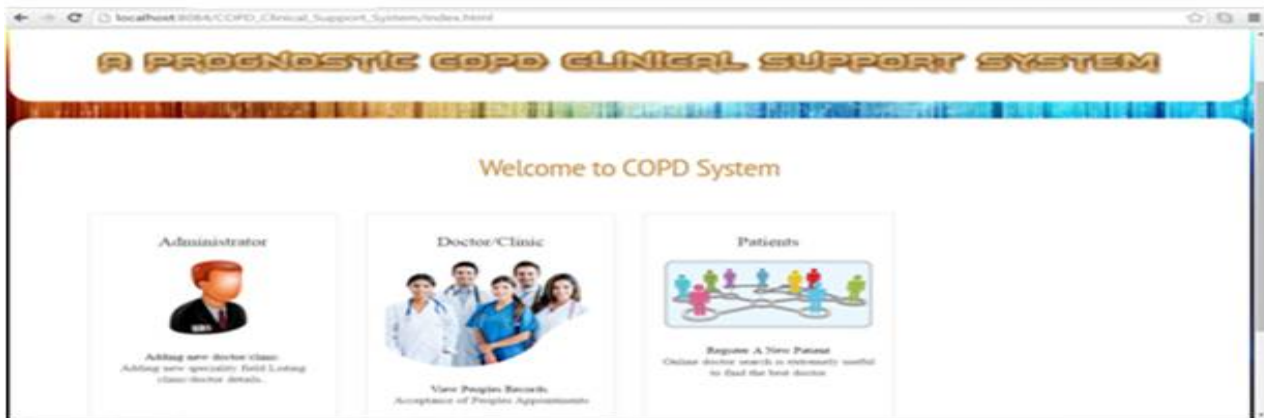 localhost:8084/COPD_Clinical_Support_System/index.html
A PROGNOSTIC COPD CLINICAL SUPPORT SYSTEM
Welcome to COPD System
Administrator
Adding new doctor/clinic.
Adding new speciality field Listing
clinic/doctor details.
Doctor/Clinic
View Peoples Records
Acceptance of Peoples Appointments
Patients
Register A New Patient
Online doctor search is extremely useful
to find the best doctor